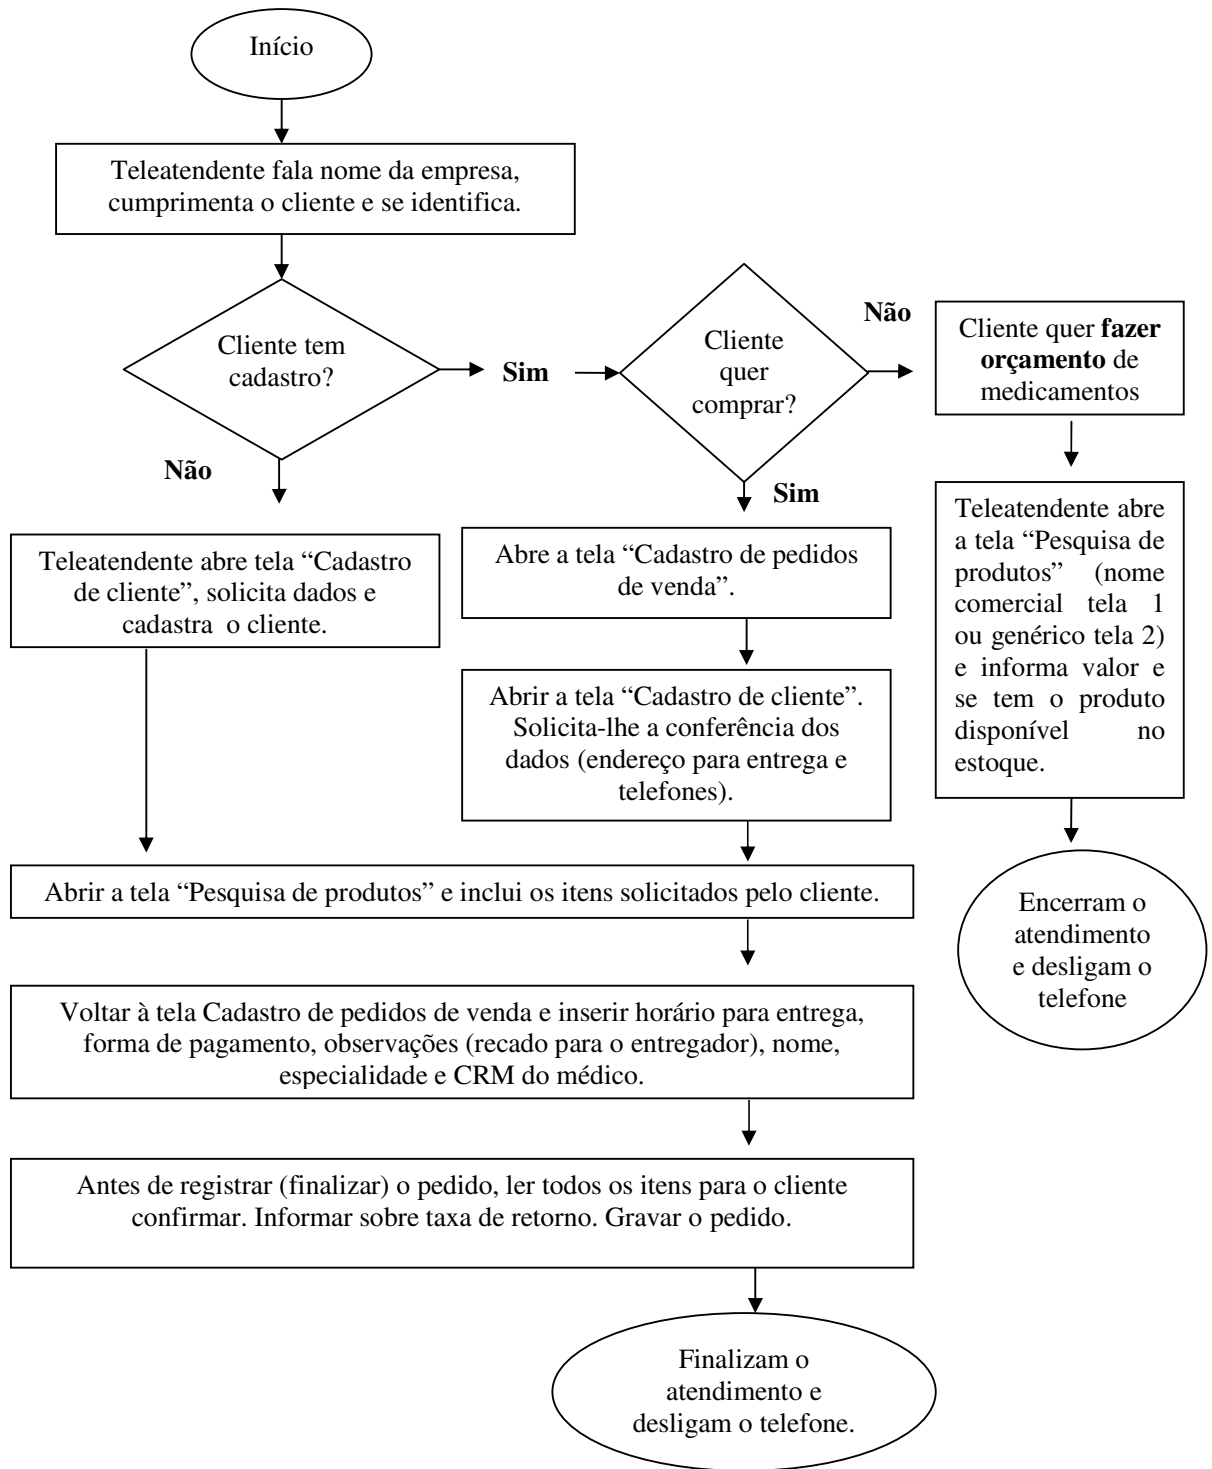 Início
Teleatendente fala nome da empresa,
cumprimenta o cliente e se identifica.
Cliente tem
cadastro?
Sim
Não
Cliente
quer
comprar?
Não
Sim
Cliente quer fazer
orçamento de
medicamentos
Teleatendente abre
a tela “Pesquisa de
produtos” (nome
comercial tela 1
ou genérico tela 2)
e informa valor e
se tem o produto
disponível no
estoque.
Encerram o
atendimento
e desligam o
telefone
Teleatendente abre tela “Cadastro
de cliente”, solicita dados e
cadastra o cliente.
Abre a tela “Cadastro de pedidos
de venda”.
Abrir a tela “Cadastro de cliente”.
Solicita-lhe a conferência dos
dados (endereço para entrega e
telefones).
Abrir a tela “Pesquisa de produtos” e inclui os itens solicitados pelo cliente.
Voltar à tela Cadastro de pedidos de venda e inserir horário para entrega,
forma de pagamento, observações (recado para o entregador), nome,
especialidade e CRM do médico.
Antes de registrar (finalizar) o pedido, ler todos os itens para o cliente
confirmar. Informar sobre taxa de retorno. Gravar o pedido.
Finalizam o
atendimento e
desligam o telefone.